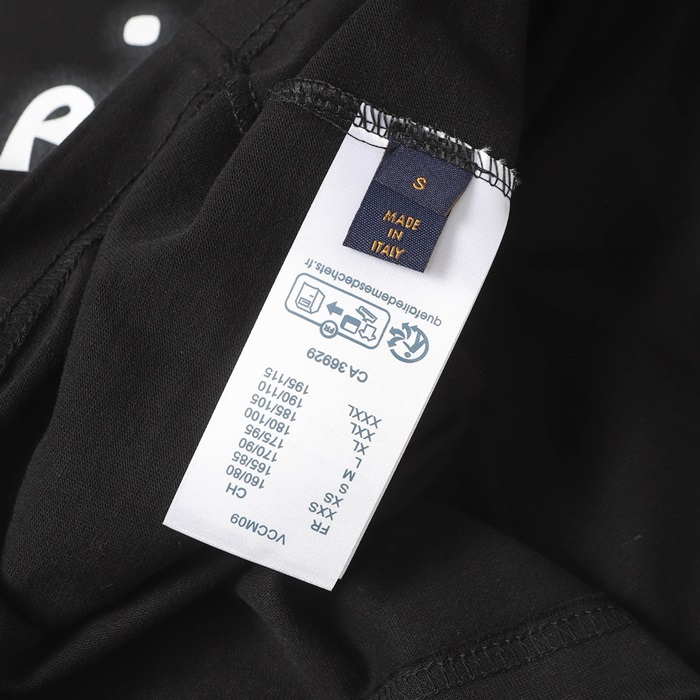 S
MADE
IN
ITALY
VCCM09
FR CH
XXS 160/80
XS 165/85
S 170/90
M 175/95
L 180/100
XL 185/105
XXL 190/110
XXXL 195/115
CA 36929
FR
quefairedemesdechets.fr